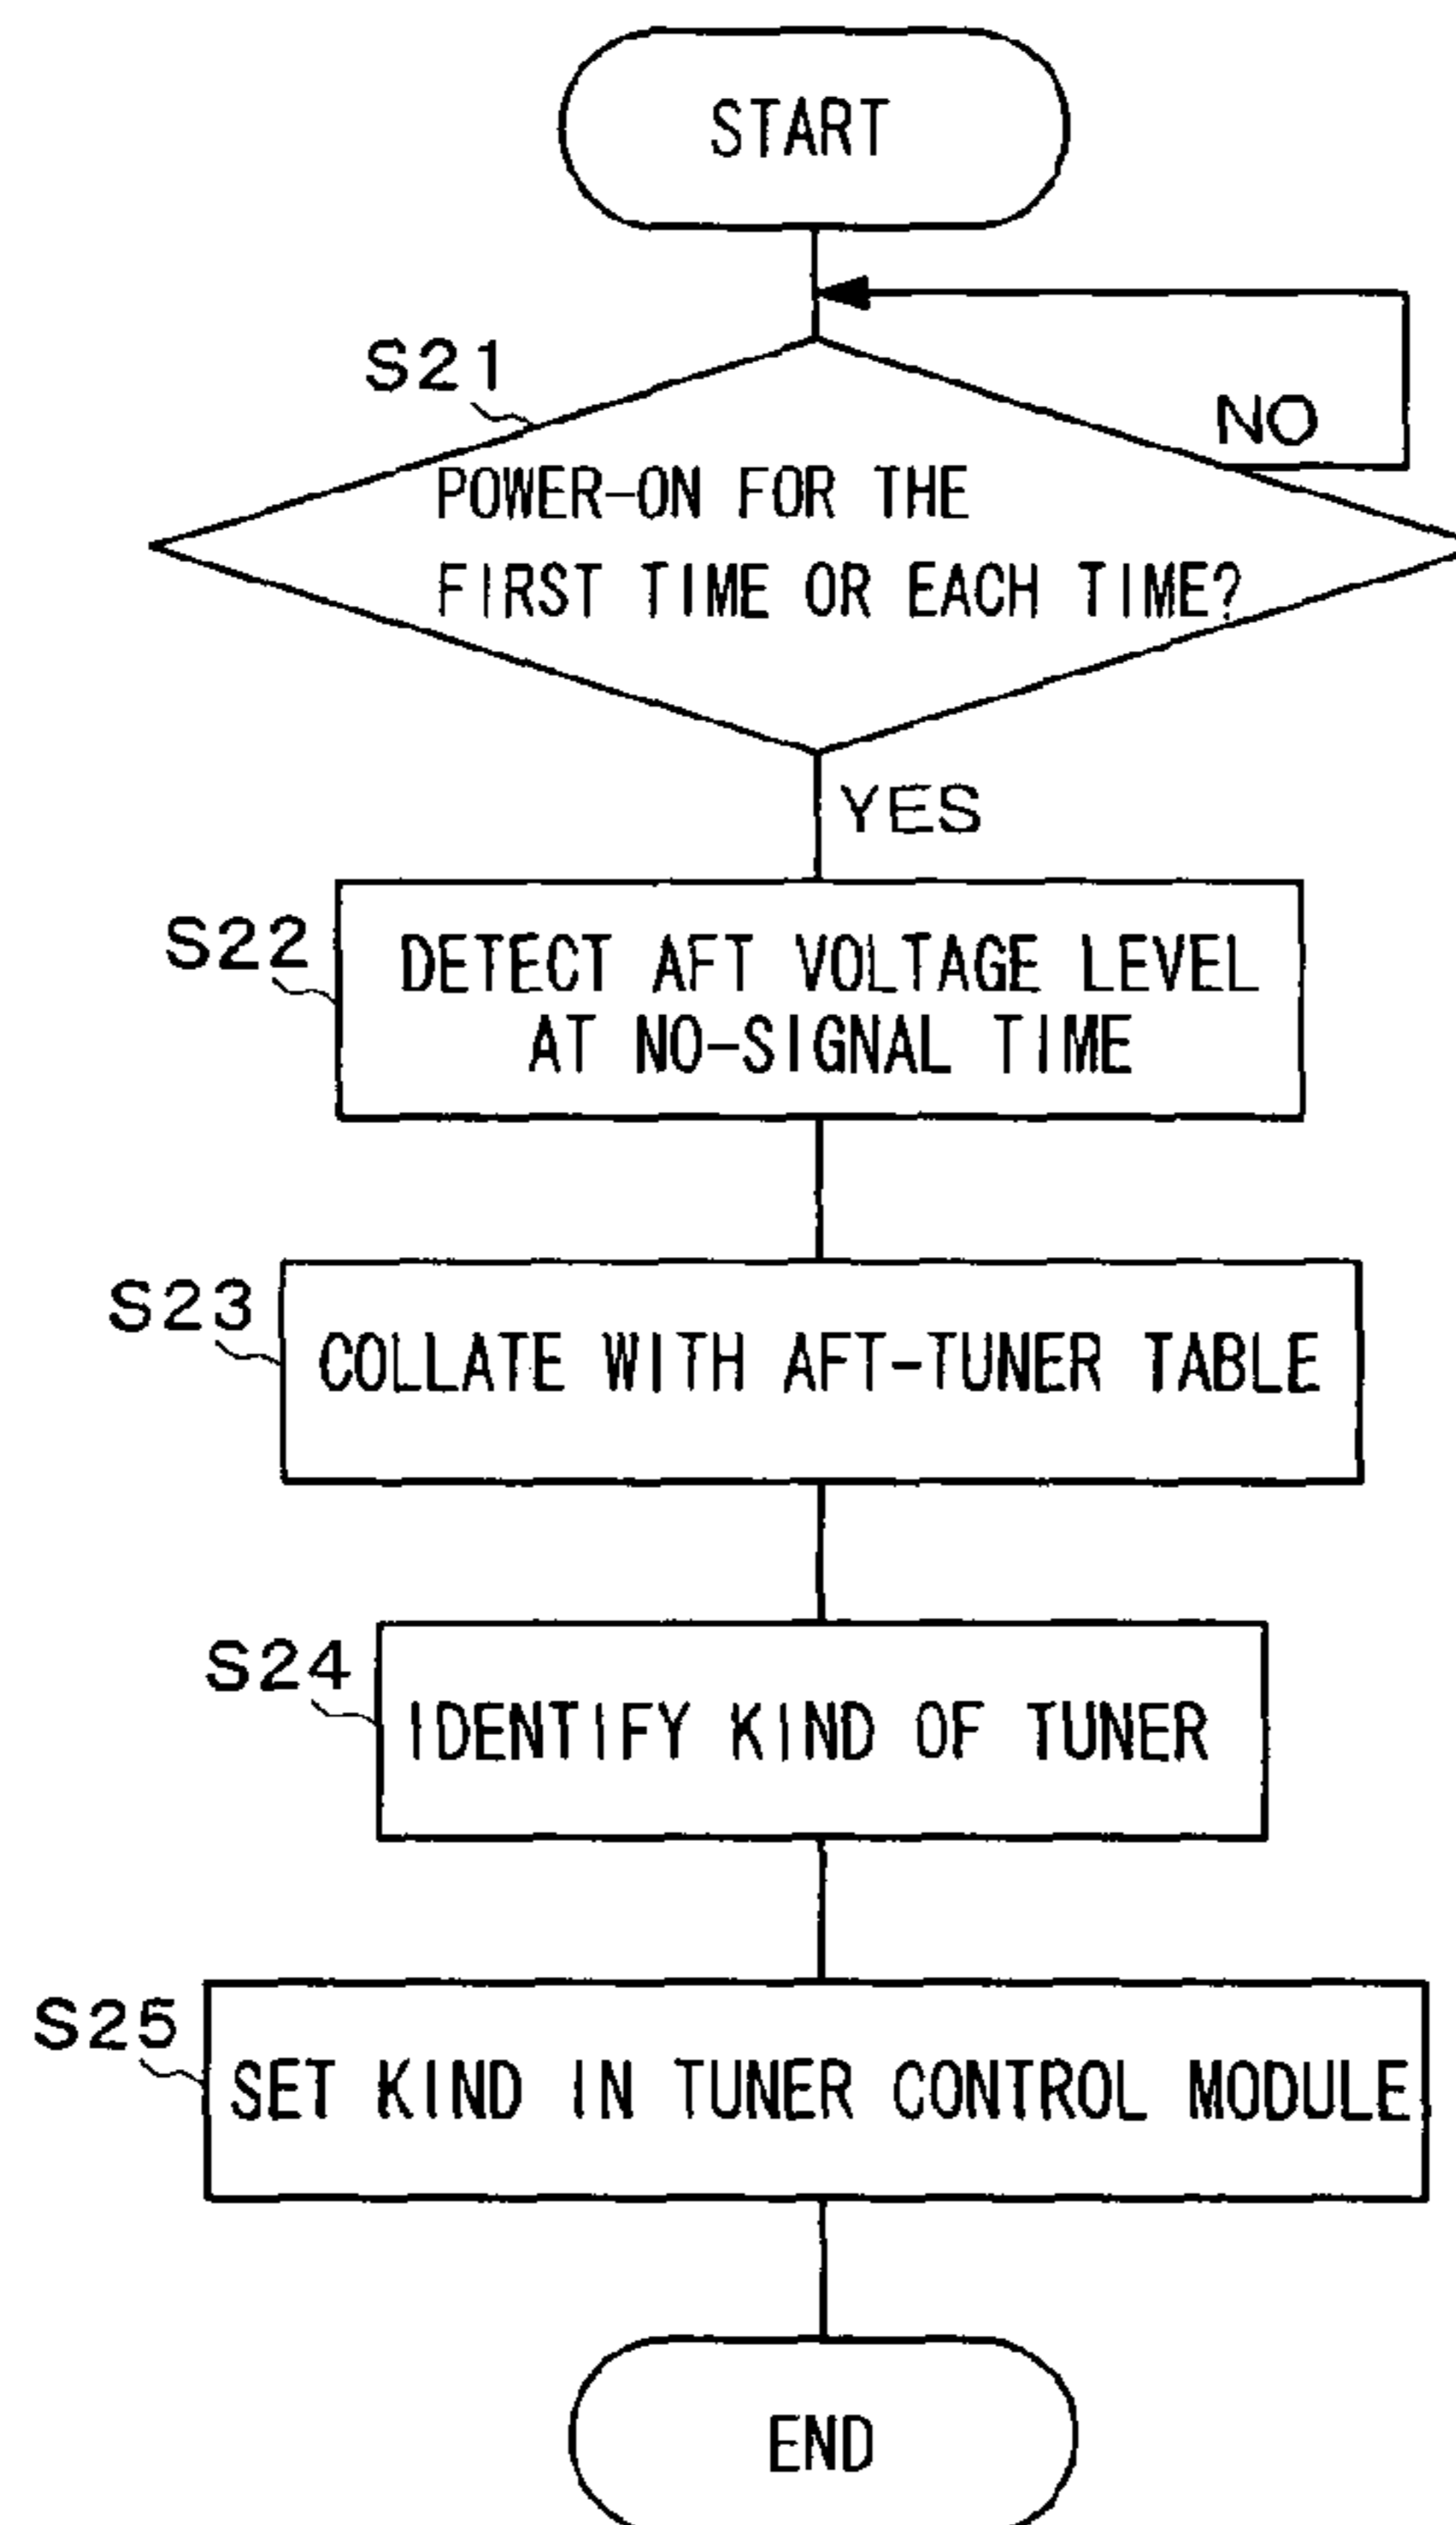 START
S21
NO
POWER-ON FOR THE
FIRST TIME OR EACH TIME?
YES
S22
DETECT AFT VOLTAGE LEVEL
AT NO-SIGNAL TIME
S23
COLLATE WITH AFT-TUNER TABLE
S24
IDENTIFY KIND OF TUNER
S25
SET KIND IN TUNER CONTROL MODULE
END